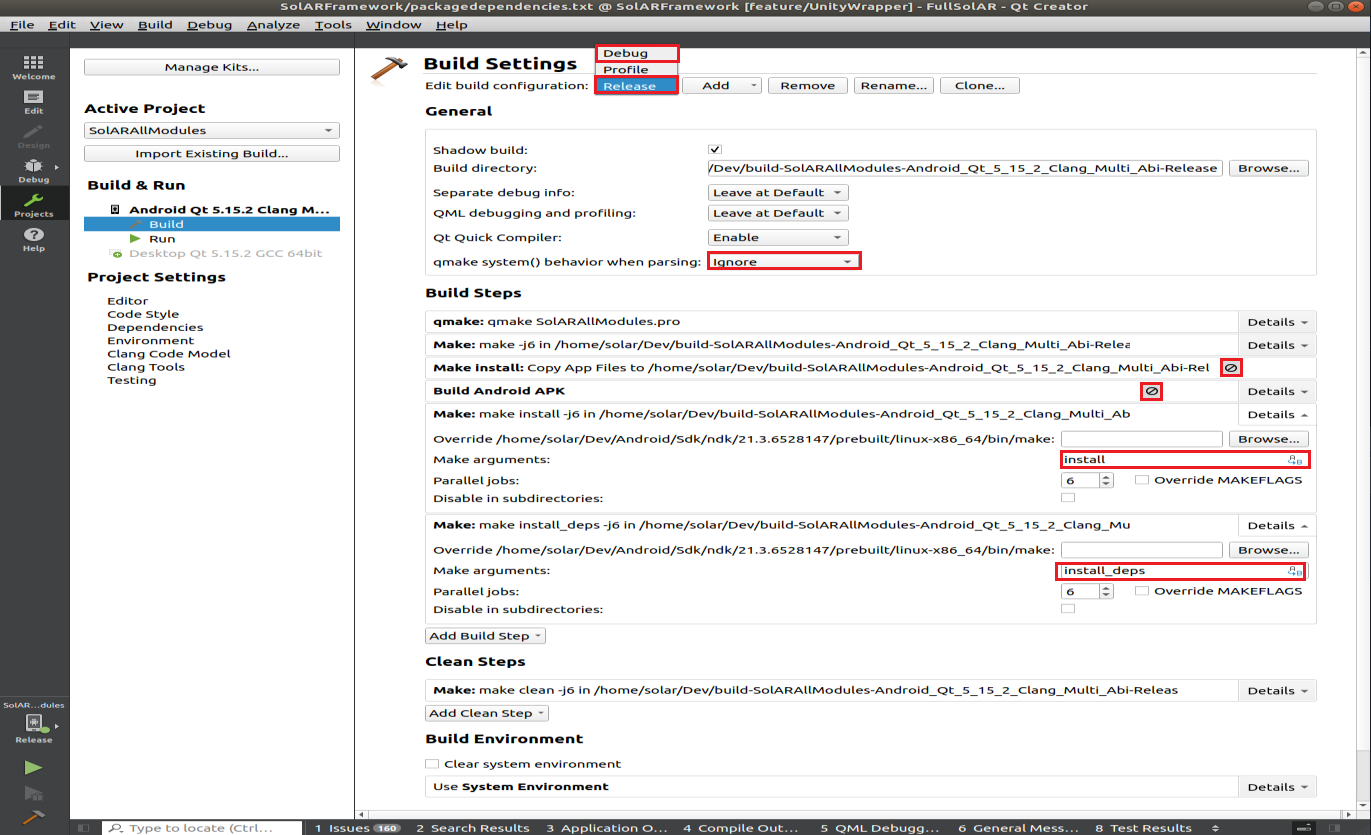 SolARFramework/packagedependencies.txt @ SolARFramework [feature/UnityWrapper] - FullSolAR - Qt Creator
File Edit View Build Debug Analyze Tools Window Help
Welcome
Edit
Design
Debug
Projects
Help
SolAR...dules
Release
Manage Kits...
Active Project
SolARAllModules
Import Existing Build...
Build & Run
Android Qt 5.15.2 Clang M...
Build
Run
Desktop Qt 5.15.2 GCC 64bit
Project Settings
Editor
Code Style
Dependencies
Environment
Clang Code Model
Clang Tools
Testing
Build Settings
Debug
Profile
Edit build configuration: Release Add Remove Rename... Clone...
General
Shadow build:
Build directory: /Dev/build-SolARAllModules-Android_Qt_5_15_2_Clang_Multi_Abi-Release Browse...
Separate debug info: Leave at Default
QML debugging and profiling: Leave at Default
Qt Quick Compiler: Enable
qmake system() behavior when parsing: Ignore
Build Steps
qmake: qmake SolARAllModules.pro Details
Make: make -j6 in /home/solar/Dev/build-SolARAllModules-Android_Qt_5_15_2_Clang_Multi_Abi-Relea Details
Make install: Copy App Files to /home/solar/Dev/build-SolARAllModules-Android_Qt_5_15_2_Clang_Multi_Abi-Rel
Build Android APK Details
Make: make install -j6 in /home/solar/Dev/build-SolARAllModules-Android_Qt_5_15_2_Clang_Multi_Ab Details
Override /home/solar/Dev/Android/Sdk/ndk/21.3.6528147/prebuilt/linux-x86_64/bin/make: Browse...
Make arguments: install
Parallel jobs: 6 Override MAKEFLAGS
Disable in subdirectories:
Make: make install_deps -j6 in /home/solar/Dev/build-SolARAllModules-Android_Qt_5_15_2_Clang_Mu Details
Override /home/solar/Dev/Android/Sdk/ndk/21.3.6528147/prebuilt/linux-x86_64/bin/make: Browse...
Make arguments: install_deps
Parallel jobs: 6 Override MAKEFLAGS
Disable in subdirectories:
Add Build Step
Clean Steps
Make: make clean -j6 in /home/solar/Dev/build-SolARAllModules-Android_Qt_5_15_2_Clang_Multi_Abi-Releas Details
Add Clean Step
Build Environment
Clear system environment
Use System Environment Details
Type to locate (Ctrl... 1 Issues 160 2 Search Results 3 Application O... 4 Compile Out... 5 QML Debugg... 6 General Mess... 8 Test Results